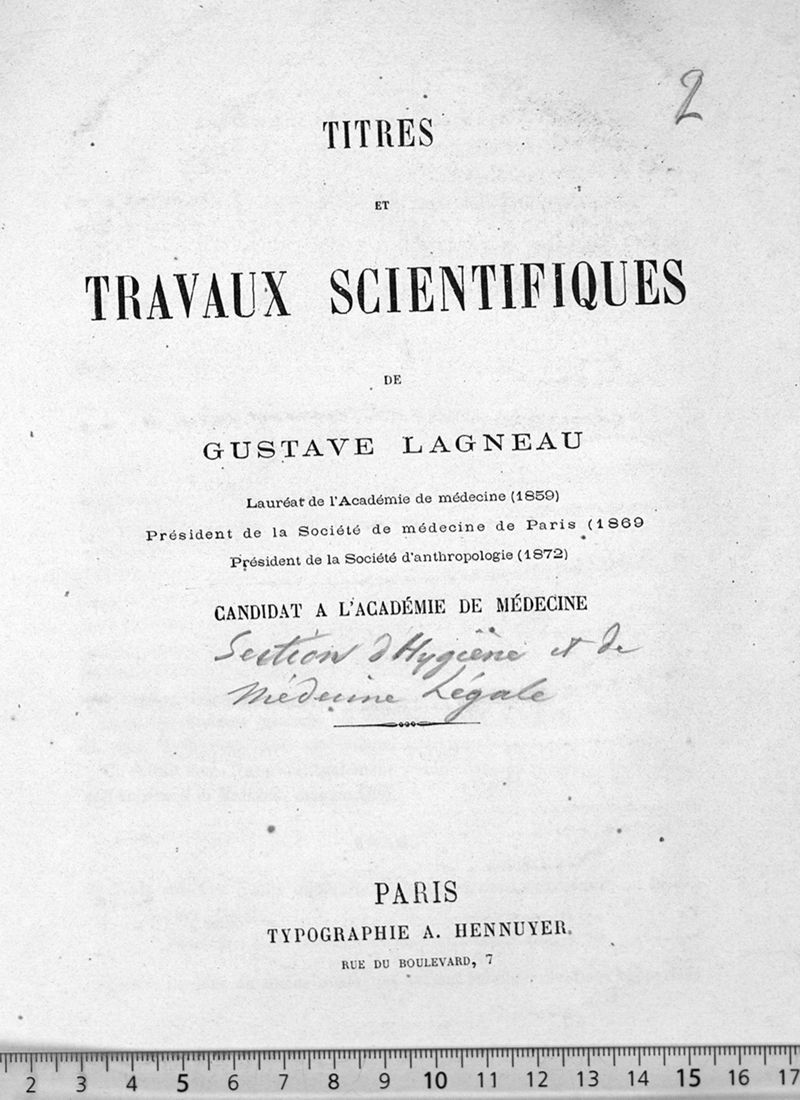 2
TITRES
ET
TRAVAUX SCIENTIFIQUES
DE
GUSTAVE LAGNEAU
Lauréat de l'Académie de médecine (1859)
Président de la Société de médecine de Paris (1869
Président de la Société d'anthropologie (1872)
CANDIDAT A L'ACADÉMIE DE MÉDECINE
Section d'Hygiène et de
Médecine Légale
PARIS
TYPOGRAPHIE A. HENNUYER.
RUE DU BOULEVARD, 7
2 3 4 5 6 7 8 9 10 11 12 13 14 15 16 17